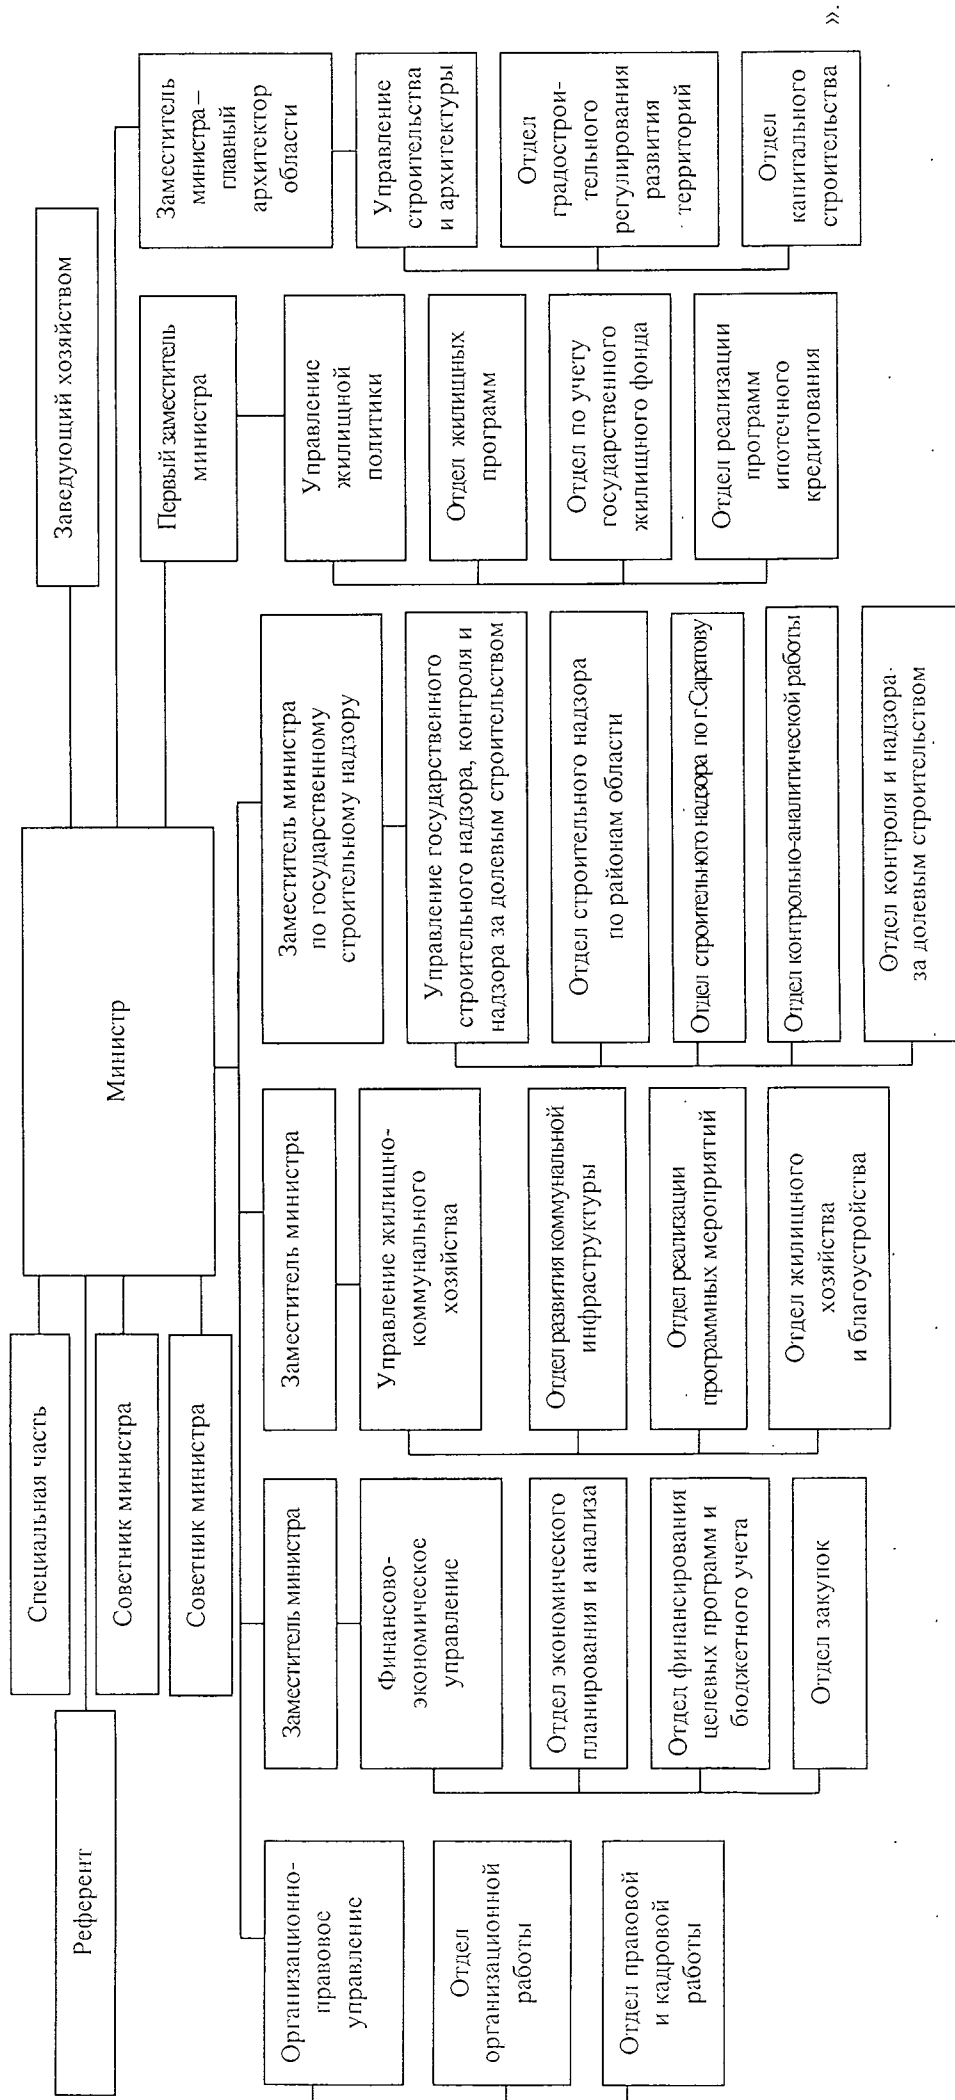 Специальная часть
Референт
Советник министра
Советник министра
Министр
Заведующий хозяйством
Организационно-
правовое
управление
Отдел
организационной
работы
Отдел правовой
и кадровой
работы
Заместитель министра
Финансово-
экономическое
управление
Отдел экономического
планирования и анализа
Отдел финансирования
целевых программ и
бюджетного учета
Отдел закупок
Заместитель министра
Управление жилищно-
коммунального
хозяйства
Отдел развития коммунальной
инфраструктуры
Отдел реализации
программных мероприятий
Отдел жилищного
хозяйства
и благоустройства
Заместитель министра
по государственному
строительному надзору
Управление государственного
строительного надзора, контроля и
надзора за долевым строительством
Отдел строительного надзора
по районам области
Отдел строительного надзора по г.Саратову
Отдел контрольно-аналитической работы
Отдел контроля и надзора
за долевым строительством
Первый заместитель
министра
Управление
жилищной
политики
Отдел жилищных
программ
Отдел по учету
государственного
жилищного фонда
Отдел реализации
программ
ипотечного
кредитования
Заместитель
министра–
главный
архитектор
области
Управление
строительства
и архитектуры
Отдел
градострои-
тельного
регулирования
развития
территорий
Отдел
капитального
строительства
».